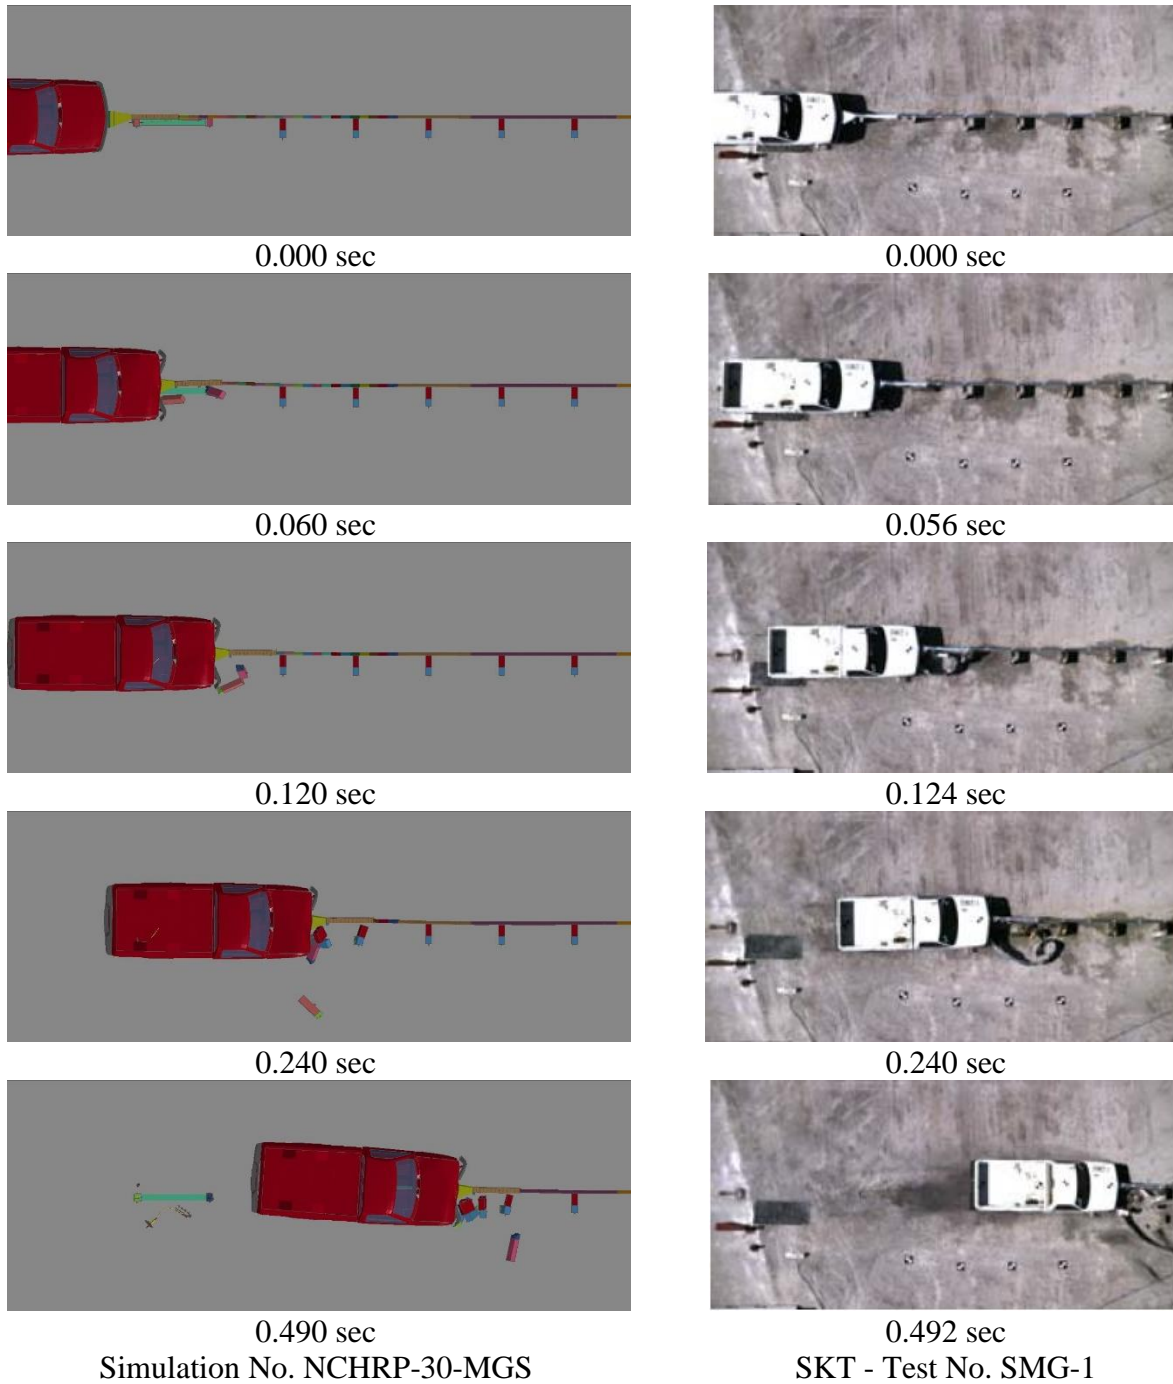 0.000 sec
0.000 sec
0.060 sec
0.056 sec
0.120 sec
0.124 sec
0.240 sec
0.240 sec
0.490 sec
0.492 sec
Simulation No. NCHRP-30-MGS
SKT - Test No. SMG-1